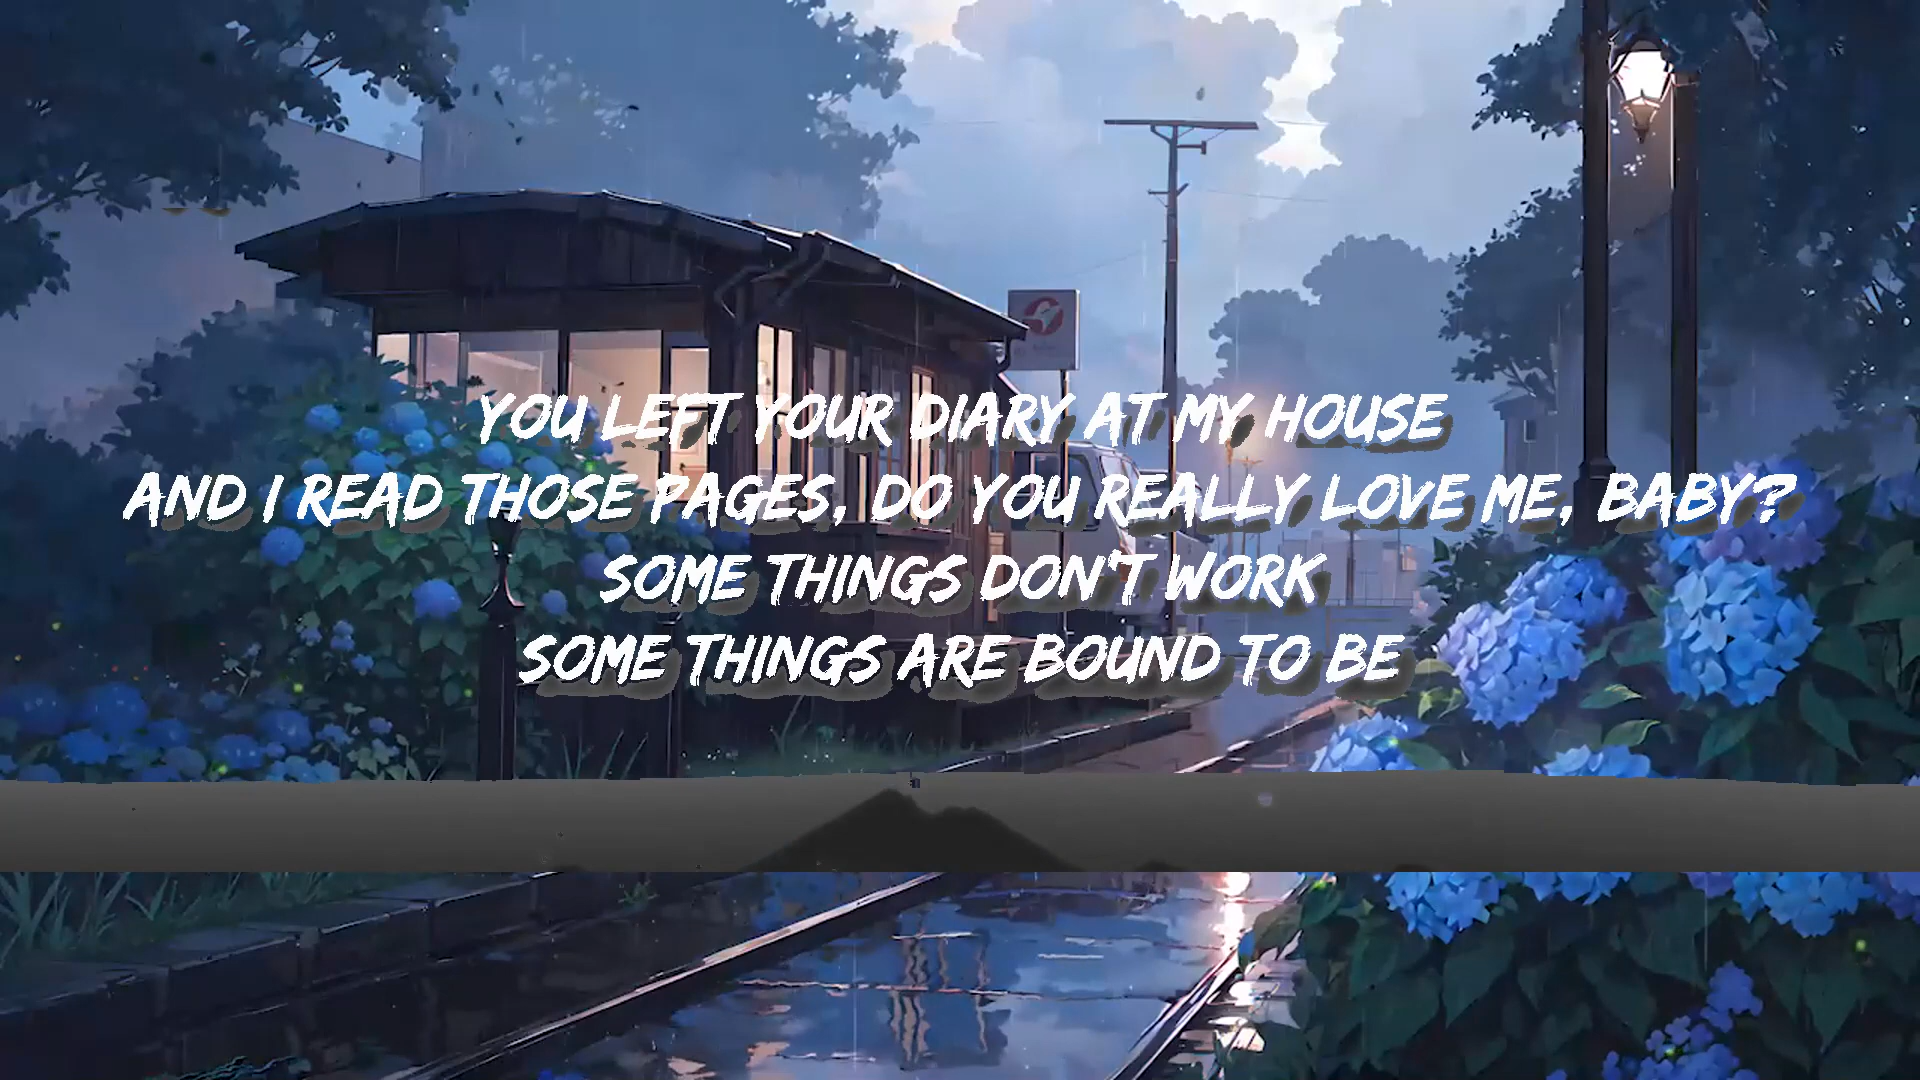 YOU LEFT YOUR DIARY AT MY HOUSE
AND I READ THOSE PAGES, DO YOU REALLY LOVE ME, BABY?
SOME THINGS DON'T WORK
SOME THINGS ARE BOUND TO BE